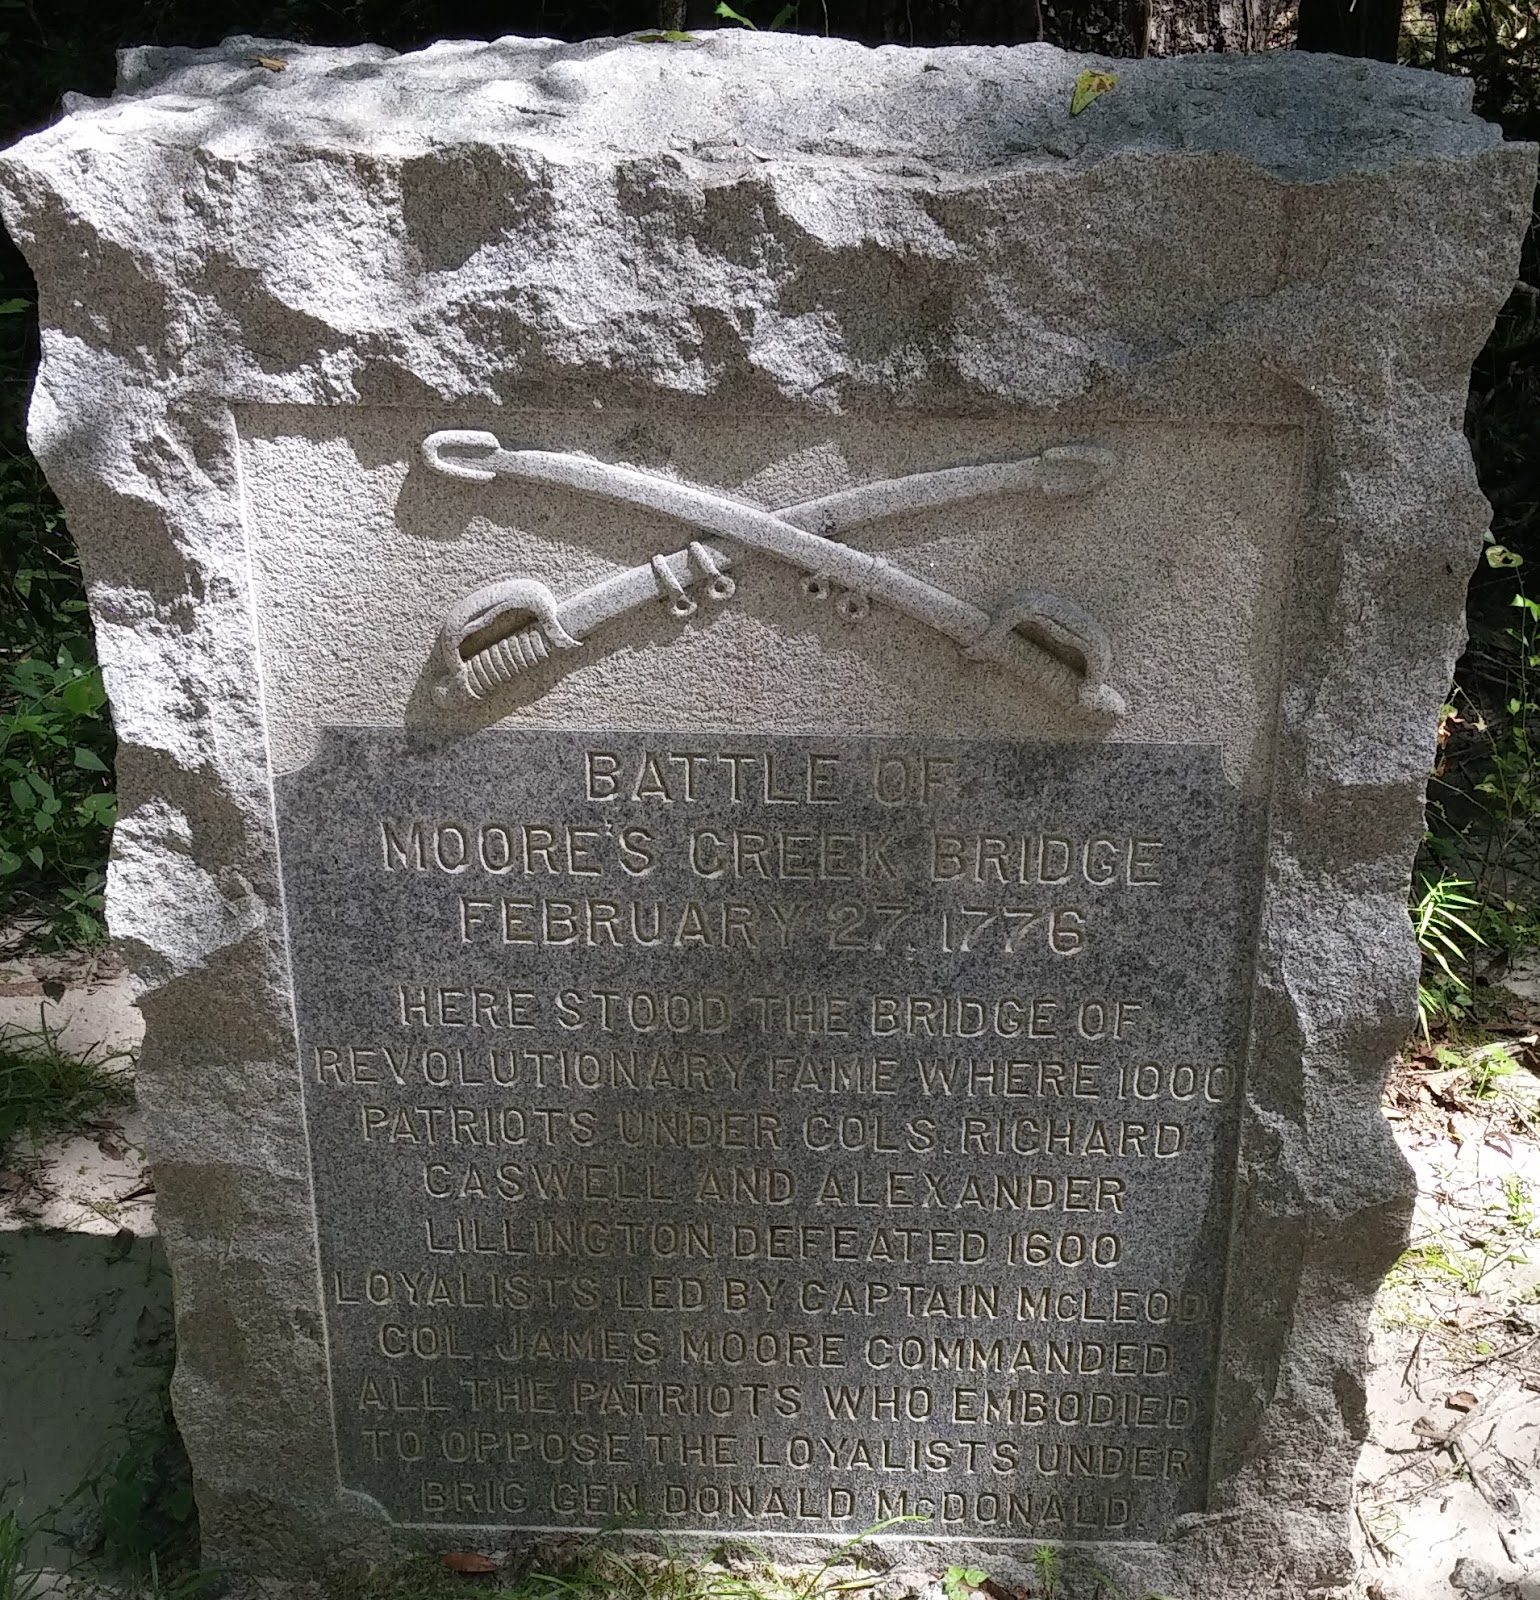 BATTLE OF
MOORE'S CREEK BRIDGE
FEBRUARY 27, 1776
HERE STOOD THE BRIDGE OF
REVOLUTIONARY FAME WHERE 1000
PATRIOTS UNDER COLS. RICHARD
CASWELL AND ALEXANDER
LILLINGTON DEFEATED 1600
LOYALISTS LED BY CAPTAIN McLEOD
COL. JAMES MOORE COMMANDED
ALL THE PATRIOTS WHO EMBODIED
TO OPPOSE THE LOYALISTS UNDER
BRIG. GEN. DONALD McDONALD.